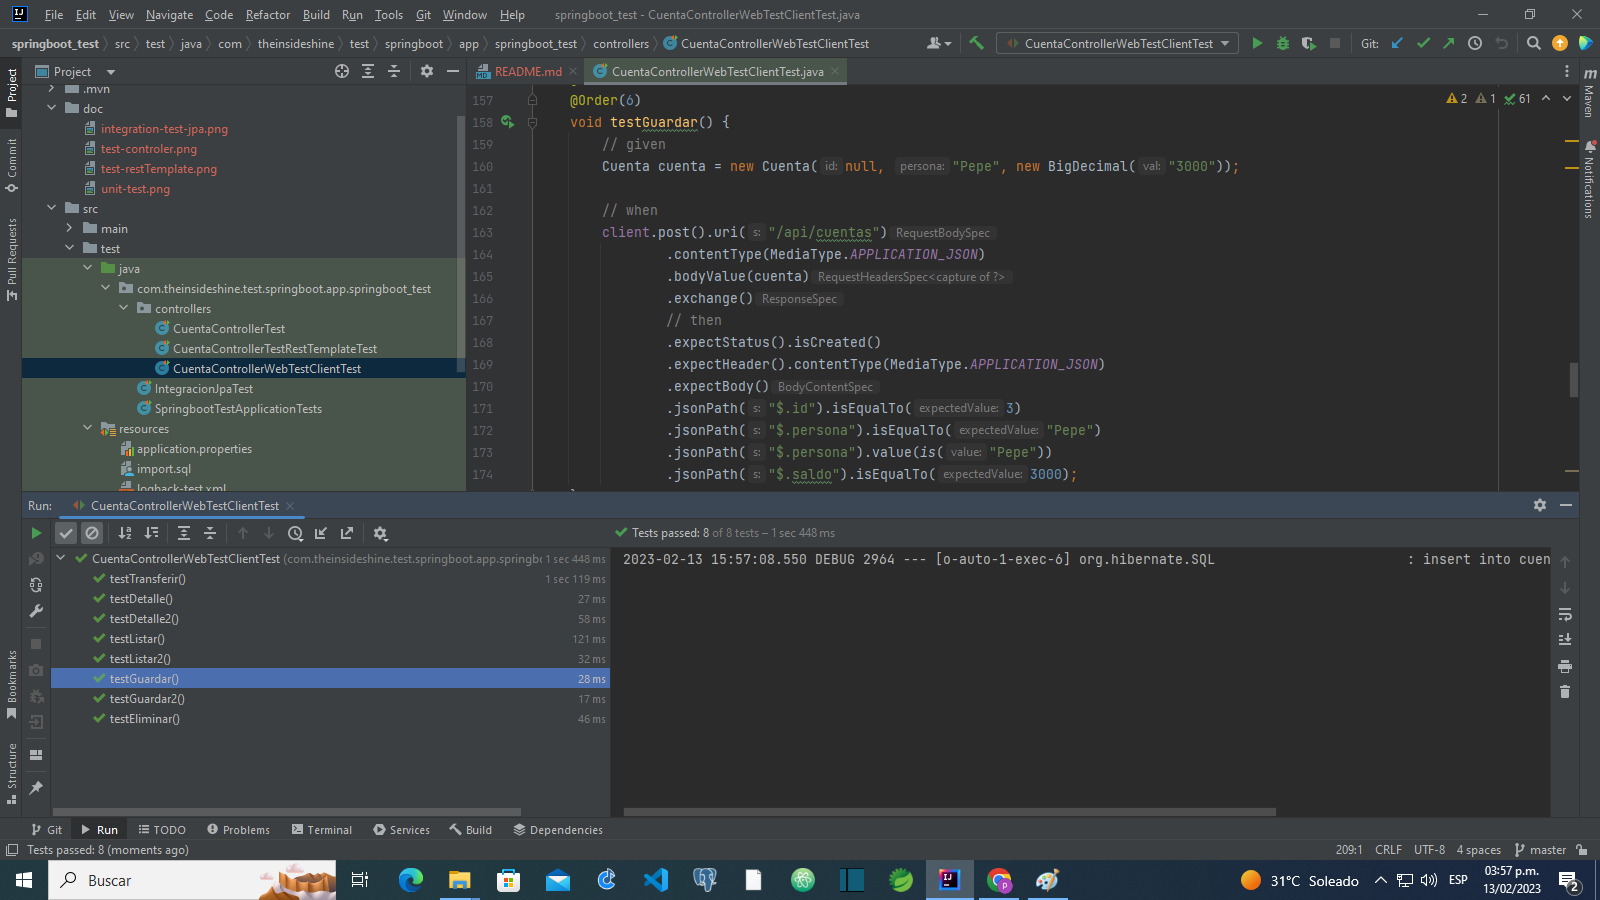 File Edit View Navigate Code Refactor Build Run Tools Git Window Help springboot_test - CuentaControllerWebTestClientTest.java
springboot_test src test java com theinsideshine test springboot app springboot_test controllers CuentaControllerWebTestClientTest
CuentaControllerWebTestClientTest Git:
Project
README.md
CuentaControllerWebTestClientTest.java
Project
Commit
Pull Requests
Bookmarks
Structure
Maven
Notifications
.mvn
doc
integration-test-jpa.png
test-controler.png
test-restTemplate.png
unit-test.png
src
main
test
java
com.theinsideshine.test.springboot.app.springboot_test
controllers
CuentaControllerTest
CuentaControllerTestRestTemplateTest
CuentaControllerWebTestClientTest
IntegracionJpaTest
SpringbootTestApplicationTests
resources
application.properties
import.sql
logback-test.xml
2 1 61
157 @Order(6)
158 void testGuardar() {
159 // given
160 Cuenta cuenta = new Cuenta( id: null, persona: "Pepe", new BigDecimal( val: "3000"));
161
162 // when
163 client.post().uri( s: "/api/cuentas") RequestBodySpec
164 .contentType(MediaType.APPLICATION_JSON)
165 .bodyValue(cuenta) RequestHeadersSpec<capture of ?>
166 .exchange() ResponseSpec
167 // then
168 .expectStatus().isCreated()
169 .expectHeader().contentType(MediaType.APPLICATION_JSON)
170 .expectBody() BodyContentSpec
171 .jsonPath( s: "$.id").isEqualTo( expectedValue: 3)
172 .jsonPath( s: "$.persona").isEqualTo( expectedValue: "Pepe")
173 .jsonPath( s: "$.persona").value(is( value: "Pepe"))
174 .jsonPath( s: "$.saldo").isEqualTo( expectedValue: 3000);
Run: CuentaControllerWebTestClientTest
Tests passed: 8 of 8 tests – 1 sec 448 ms
CuentaControllerWebTestClientTest (com.theinsideshine.test.springboot.app.springbo 1 sec 448 ms
testTransferir() 1 sec 119 ms
testDetalle() 27 ms
testDetalle2() 58 ms
testListar() 121 ms
testListar2() 32 ms
testGuardar() 28 ms
testGuardar2() 17 ms
testEliminar() 46 ms
2023-02-13 15:57:08.550 DEBUG 2964 --- [o-auto-1-exec-6] org.hibernate.SQL : insert into cuen
Git Run TODO Problems Terminal Services Build Dependencies
Tests passed: 8 (moments ago) 209:1 CRLF UTF-8 4 spaces master
Buscar
31°C Soleado ESP
03:57 p.m.
13/02/2023
2